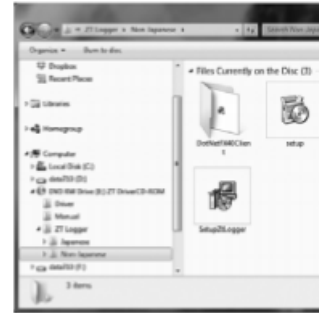 ZT Logger ▸ Non Japanese ▸
Organize ▾ Burn to disc
Dropbox
Recent Places
Libraries
Homegroup
Computer
Local Disk (C:)
DVD RW Drive (E:) ZT DriverCD-ROM
Driver
Manual
ZT Logger
Japanese
Non Japanese
Files Currently on the Disc (3)
setup
SetupZtLogger
3 items